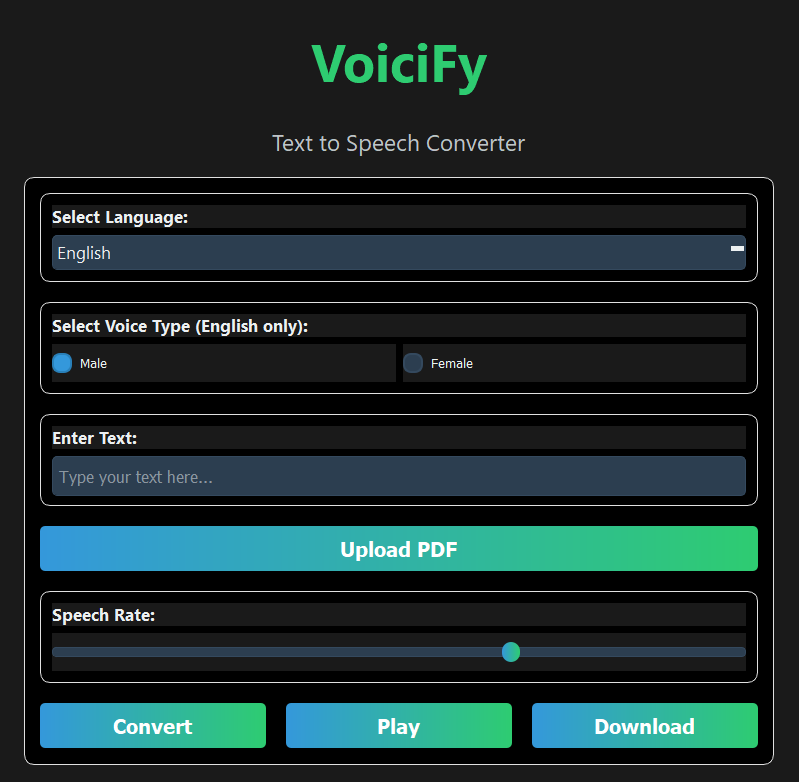 VoiciFy
Text to Speech Converter
Select Language:
English
Select Voice Type (English only):
Male Female
Enter Text:
Type your text here...
Upload PDF
Speech Rate:
Convert Play Download